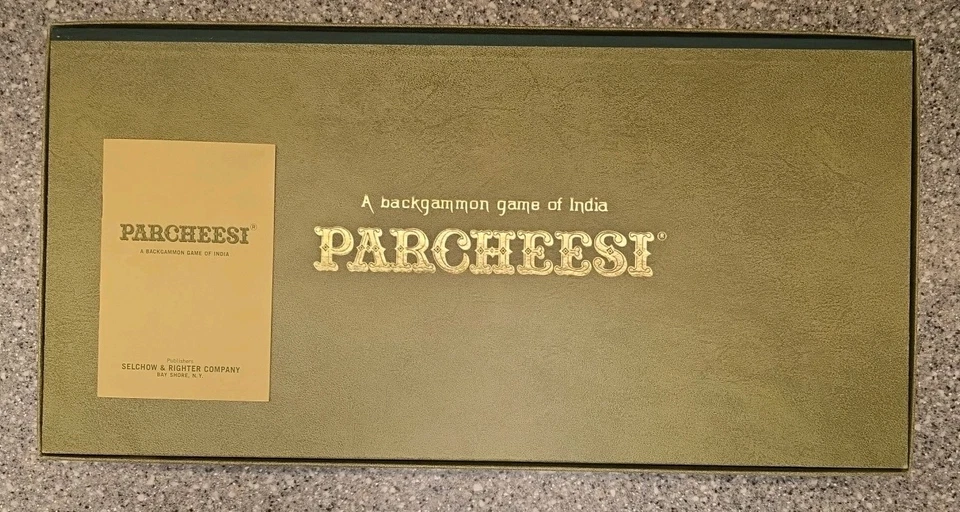 A backgammon game of India
PARCHEESI®
PARCHEESI®
A BACKGAMMON GAME OF INDIA
Publishers
SELCHOW & RIGHTER COMPANY
BAY SHORE, N.Y.